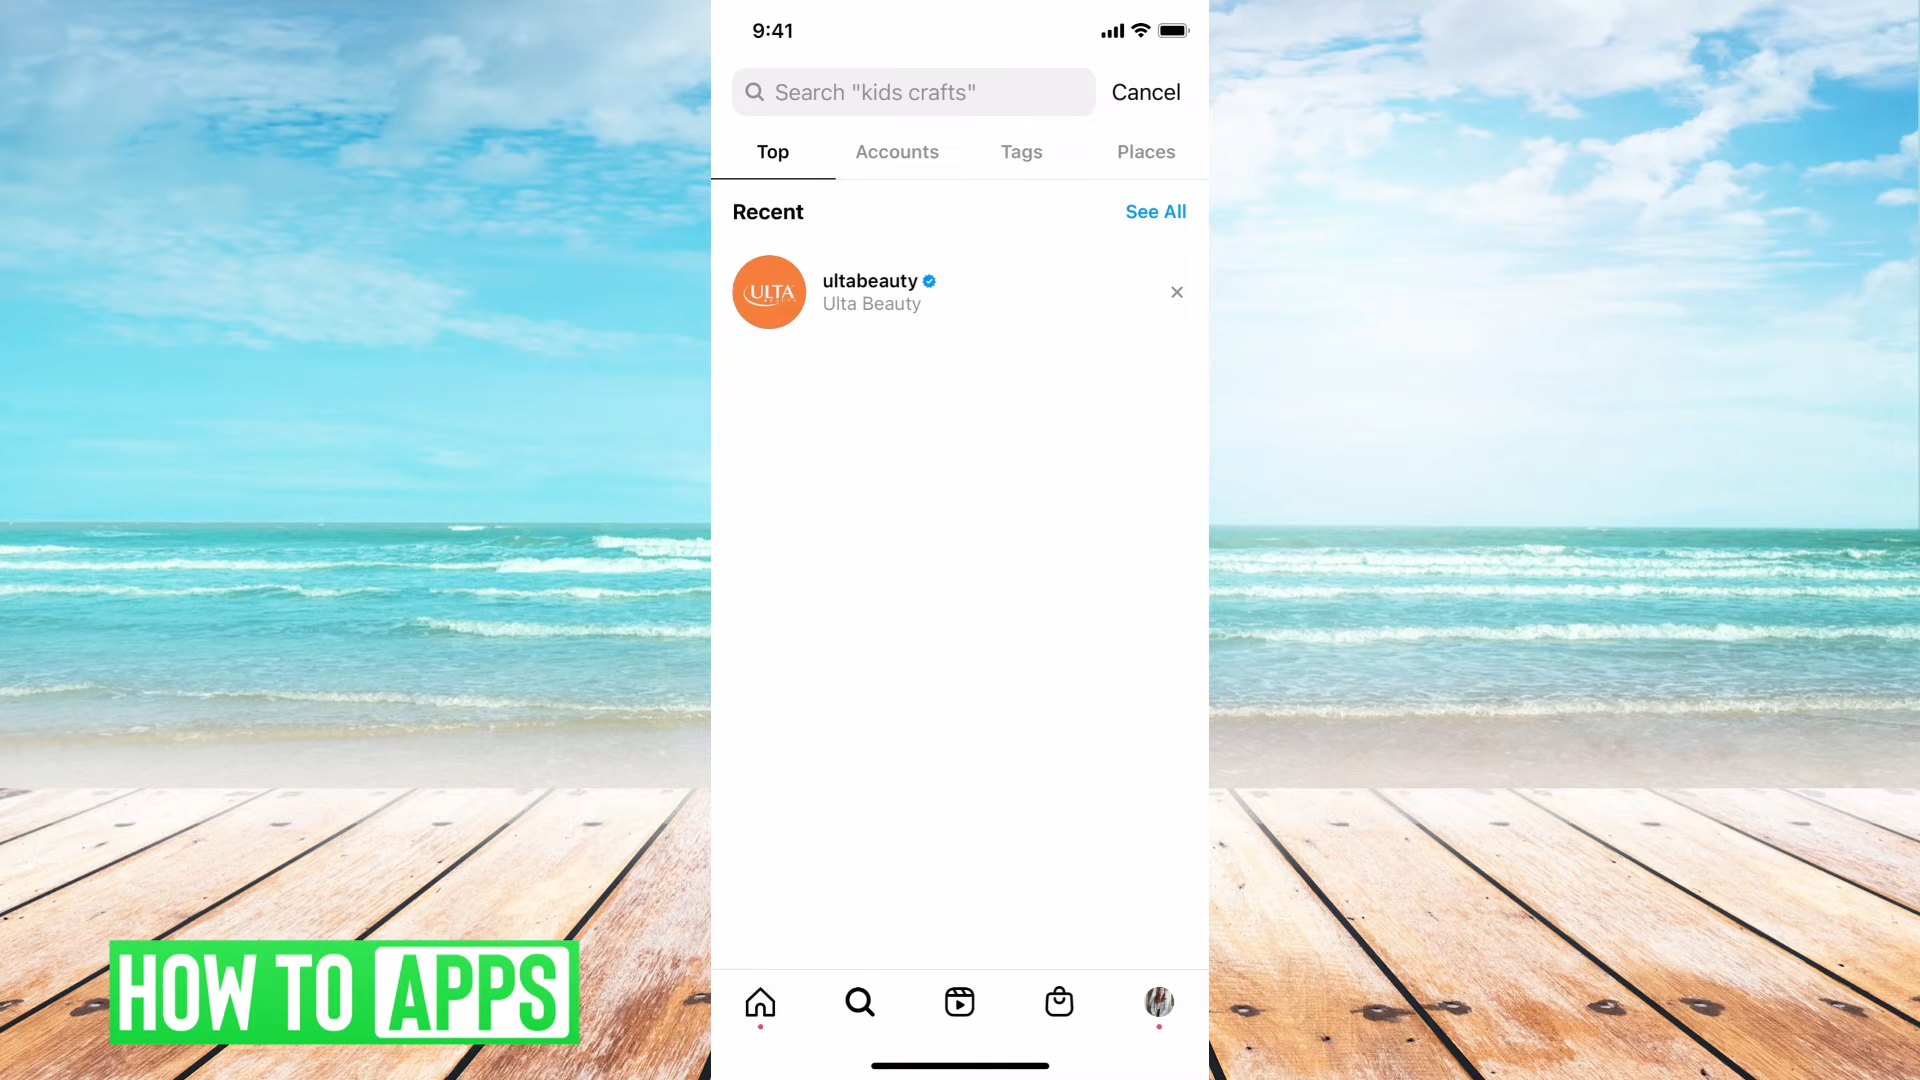 9:41
Search "kids crafts"
Cancel
Top
Accounts
Tags
Places
Recent
See All
ULTA
ultabeauty
Ulta Beauty
HOW TO APPS